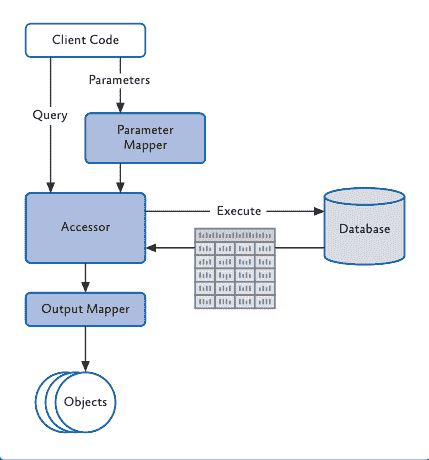 Client Code
Parameters
Query
Parameter
Mapper
Accessor
Execute
Database
Output Mapper
Objects